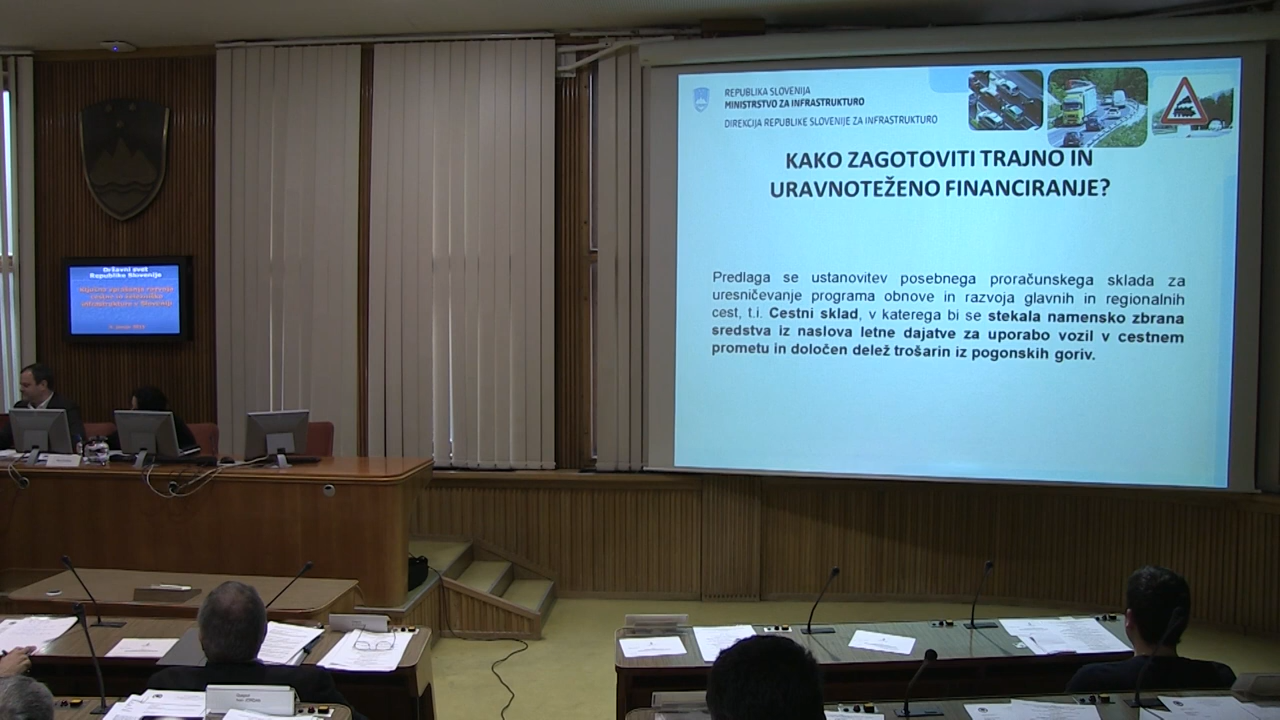 REPUBLIKA SLOVENIJA
MINISTRSTVO ZA INFRASTRUKTURO
DIREKCIJA REPUBLIKE SLOVENIJE ZA INFRASTRUKTURO
KAKO ZAGOTOVITI TRAJNO IN
URAVNOTEŽENO FINANCIRANJE?
Predlaga se ustanovitev posebnega proračunskega sklada za
uresničevanje programa obnove in razvoja glavnih in regionalnih
cest, t.i. Cestni sklad, v katerega bi se stekala namensko zbrana
sredstva iz naslova letne dajatve za uporabo vozil v cestnem
prometu in določen delež trošarin iz pogonskih goriv.
Državni svet
Republike Slovenije